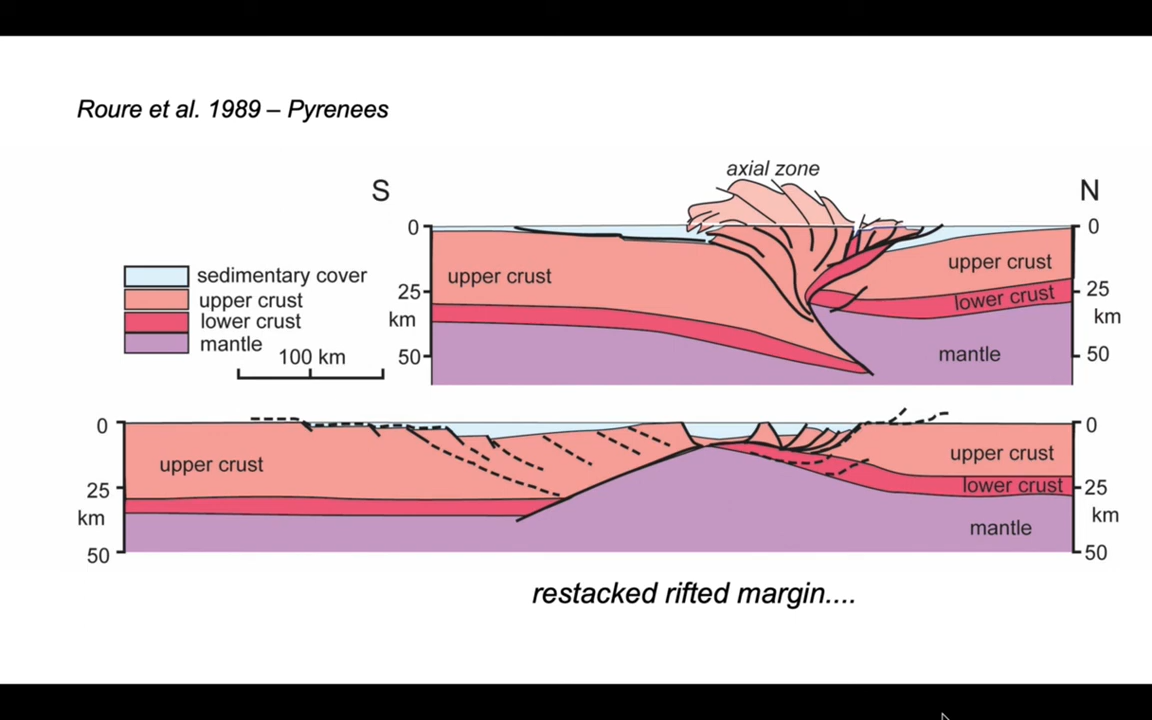 Roure et al. 1989 – Pyrenees
axial zone
S
N
0
0
sedimentary cover
upper crust
upper crust
upper crust
25
25
lower crust
lower crust
km
km
mantle
mantle
100 km
50
50
0
0
upper crust
upper crust
25
lower crust
25
km
km
mantle
50
50
restacked rifted margin....